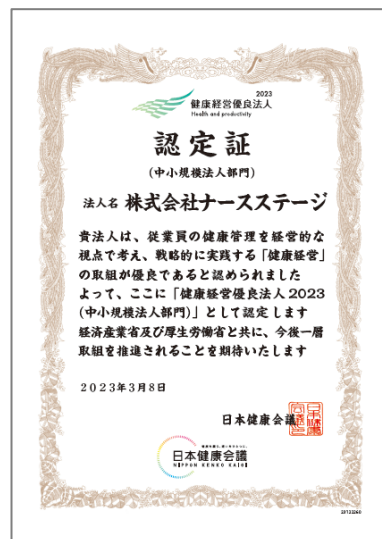 2023
健康経営優良法人
Health and productivity
認定証
(中小規模法人部門)
法人名 株式会社ナースステージ
貴法人は、従業員の健康管理を経営的な
視点で考え、戦略的に実践する「健康経営」
の取組が優良であると認められました
よって、ここに「健康経営優良法人2023
(中小規模法人部門)」として認定します
経済産業省及び厚生労働省と共に、今後一層
取組を推進されることを期待いたします
2023年3月8日
日本健康会議
日本健康会議
NIPPON KENKO KAIGI